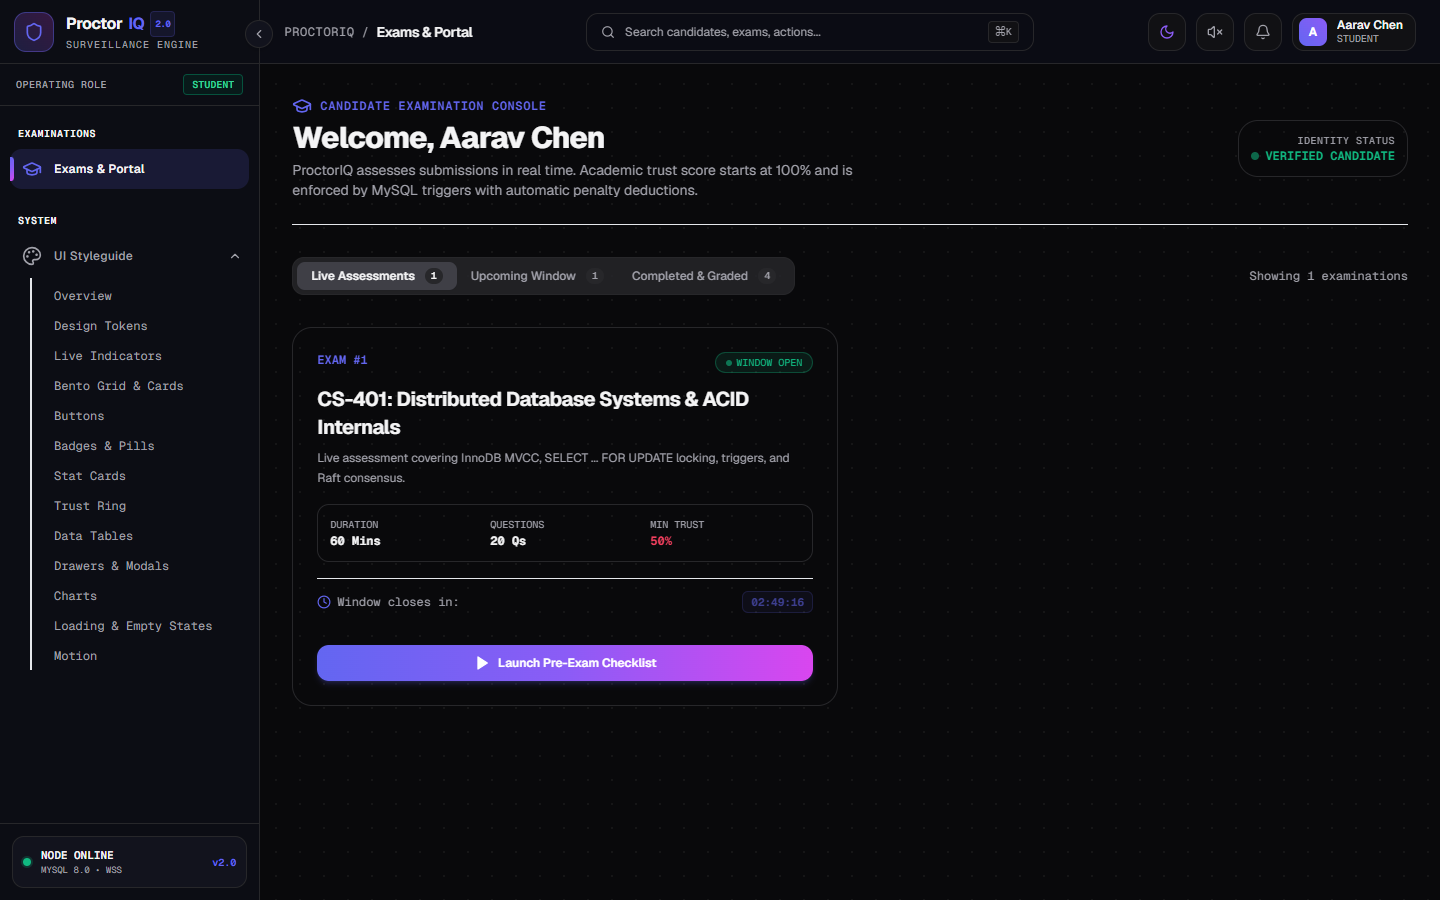 Proctor IQ 2.0
SURVEILLANCE ENGINE
PROCTORIQ / Exams & Portal
Search candidates, exams, actions...
⌘K
A
Aarav Chen
STUDENT
OPERATING ROLE
STUDENT
EXAMINATIONS
Exams & Portal
SYSTEM
UI Styleguide
Overview
Design Tokens
Live Indicators
Bento Grid & Cards
Buttons
Badges & Pills
Stat Cards
Trust Ring
Data Tables
Drawers & Modals
Charts
Loading & Empty States
Motion
NODE ONLINE
MYSQL 8.0 • WSS
v2.0
CANDIDATE EXAMINATION CONSOLE
Welcome, Aarav Chen
ProctorIQ assesses submissions in real time. Academic trust score starts at 100% and is
enforced by MySQL triggers with automatic penalty deductions.
IDENTITY STATUS
VERIFIED CANDIDATE
Live Assessments 1
Upcoming Window 1
Completed & Graded 4
Showing 1 examinations
EXAM #1
WINDOW OPEN
CS-401: Distributed Database Systems & ACID
Internals
Live assessment covering InnoDB MVCC, SELECT ... FOR UPDATE locking, triggers, and
Raft consensus.
DURATION
60 Mins
QUESTIONS
20 Qs
MIN TRUST
50%
Window closes in:
02:49:16
Launch Pre-Exam Checklist